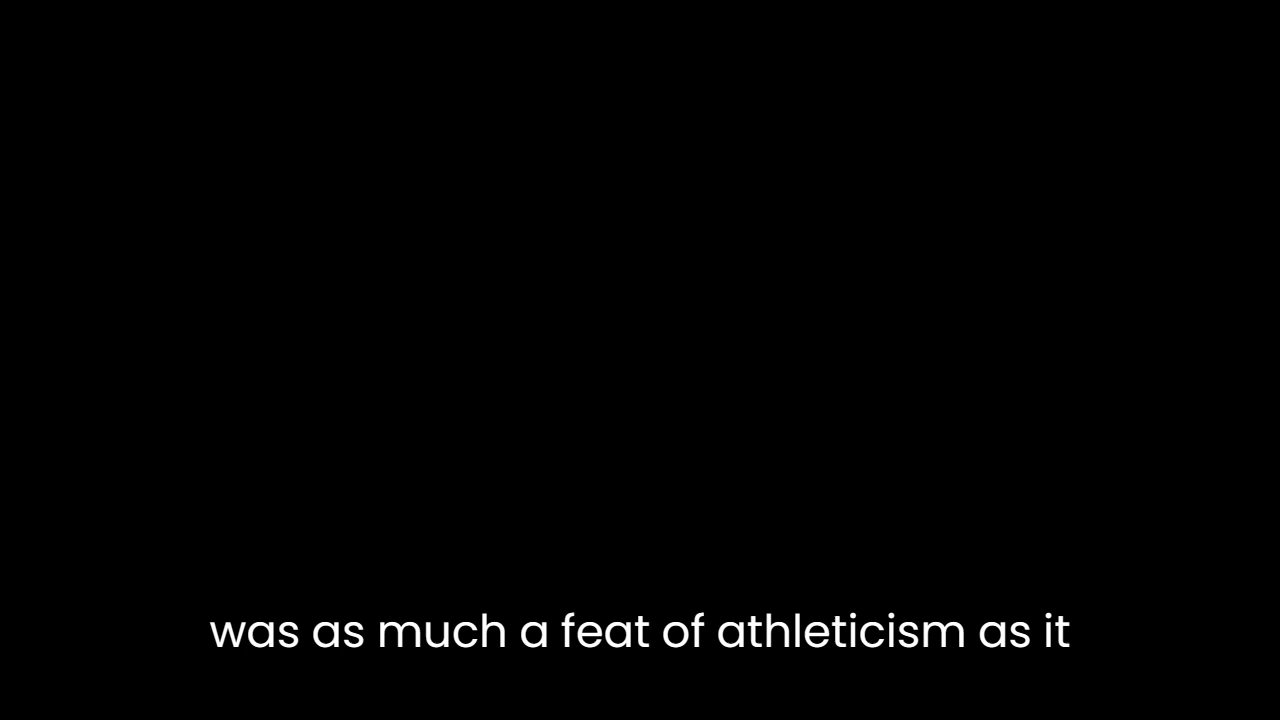 was as much a feat of athleticism as it